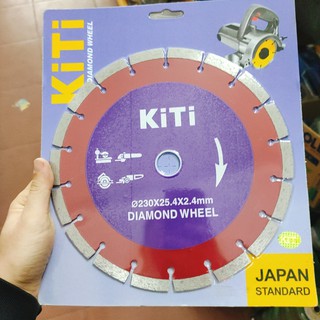 KiTi
DIAMOND WHEEL
KiTi
Ø230X25.4X2.4mm
DIAMOND WHEEL
JAPAN
STANDARD